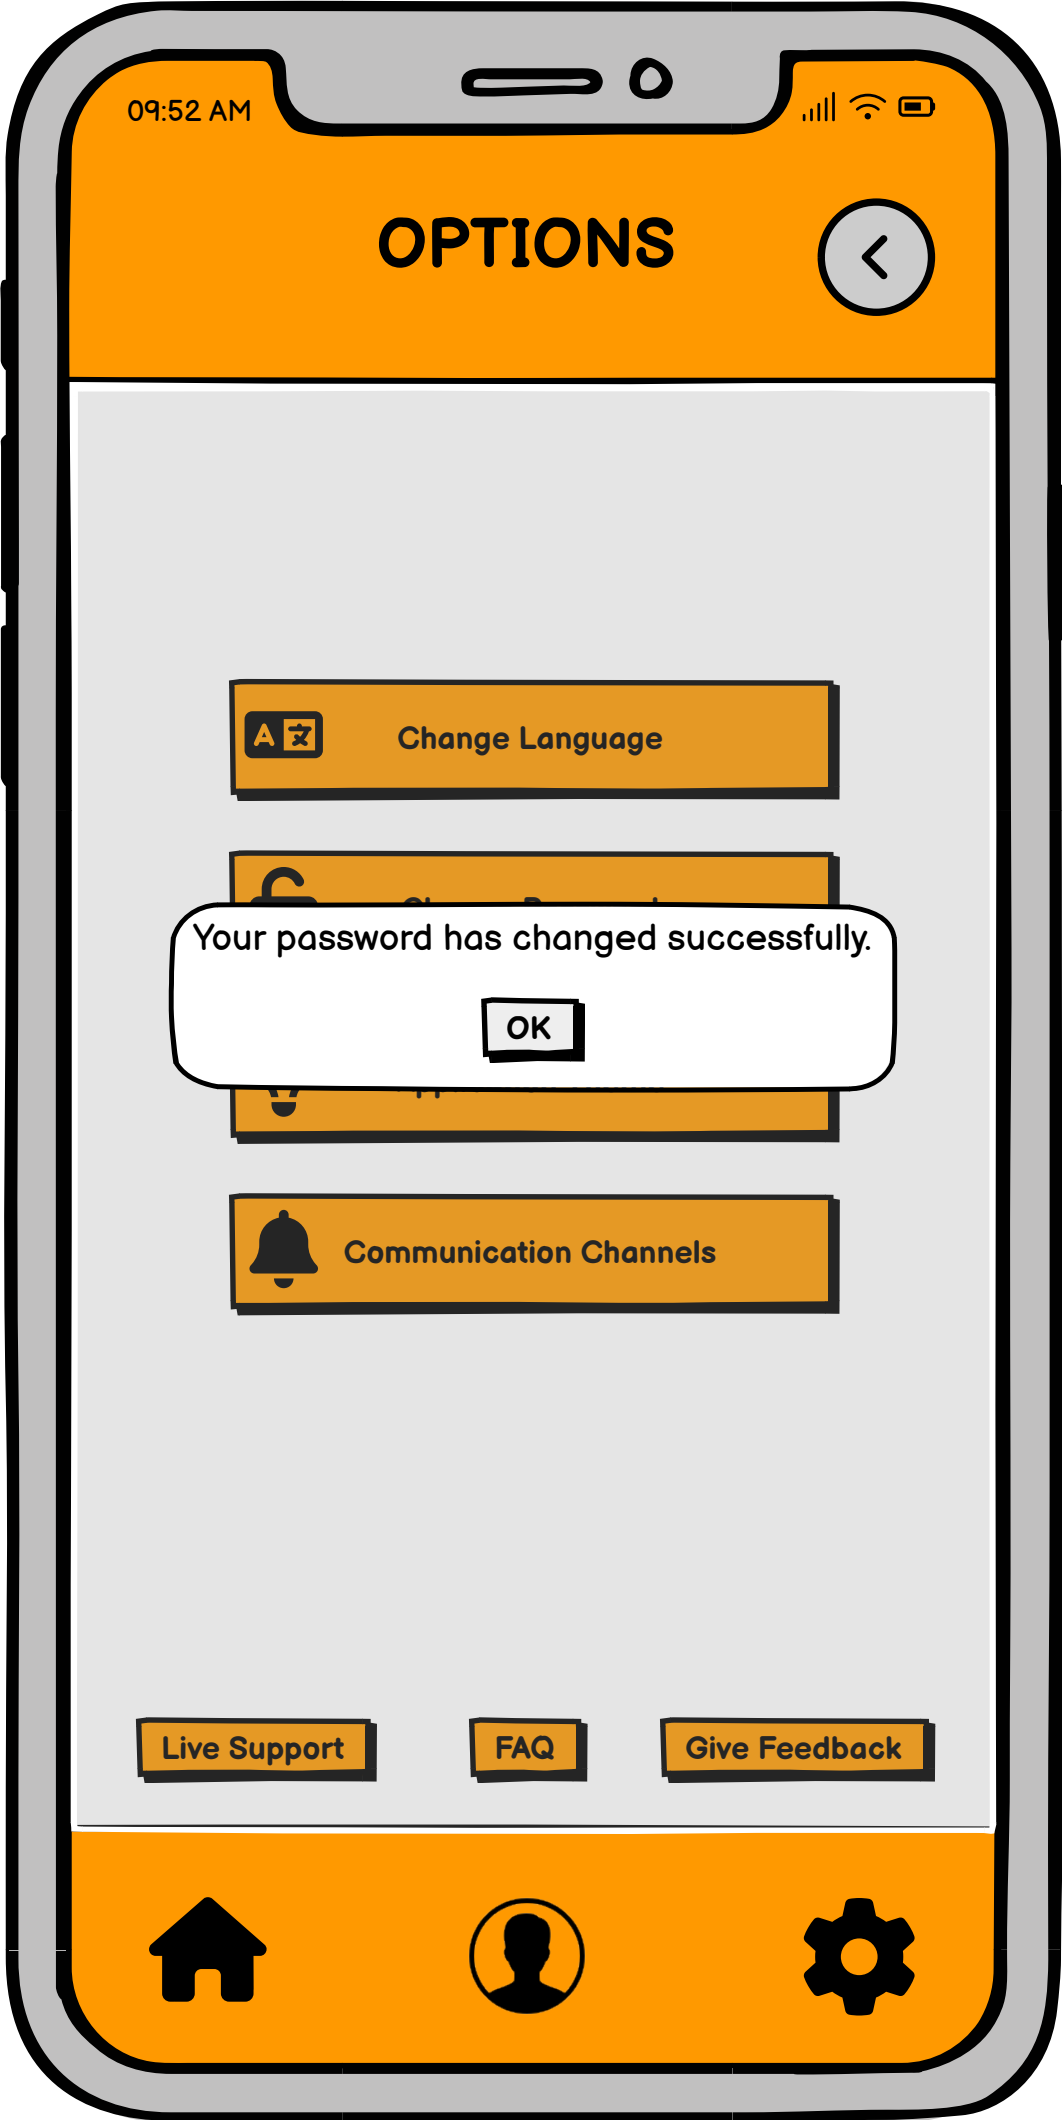 09:52 AM
OPTIONS
A 文
Change Language
Your password has changed successfully.
OK
Communication Channels
Live Support
FAQ
Give Feedback